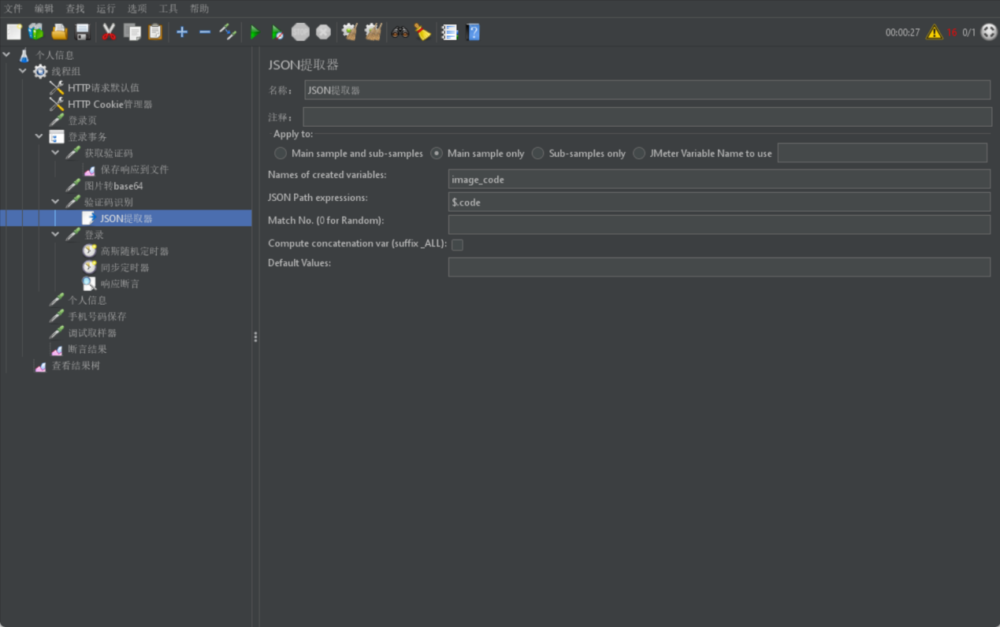 文件 编辑 查找 运行 选项 工具 帮助
00:00:27 16 0/1
个人信息
线程组
HTTP请求默认值
HTTP Cookie管理器
登录页
登录事务
获取验证码
保存响应到文件
图片转base64
验证码识别
JSON提取器
登录
高斯随机定时器
同步定时器
响应断言
个人信息
手机号码保存
调试取样器
断言结果
查看结果树
JSON提取器
名称: JSON提取器
注释:
Apply to:
Main sample and sub-samples Main sample only Sub-samples only JMeter Variable Name to use
Names of created variables: image_code
JSON Path expressions: $.code
Match No. (0 for Random):
Compute concatenation var (suffix _ALL):
Default Values: